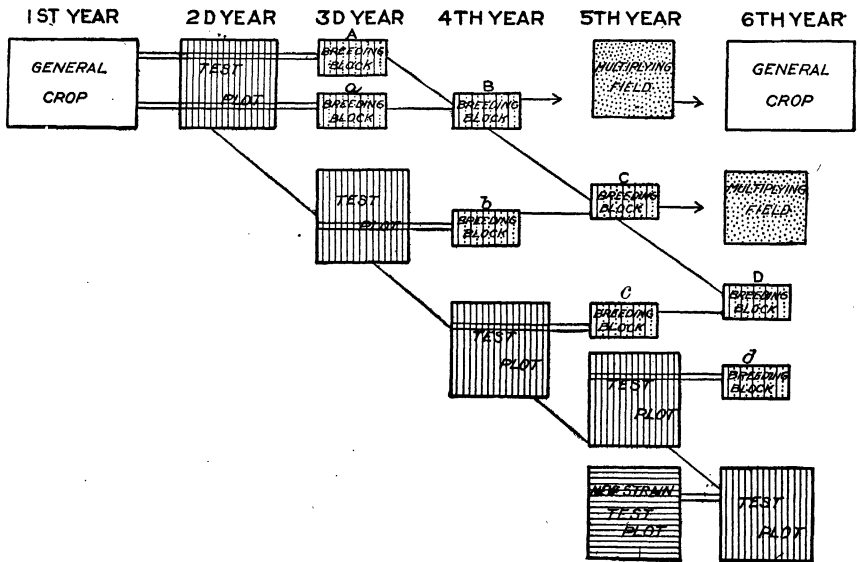 1ST YEAR 2D YEAR 3D YEAR 4TH YEAR 5TH YEAR 6TH YEAR
GENERAL
CROP
TEST
PLOT
A
BREEDING
BLOCK
a
BREEDING
BLOCK
B
BREEDING
BLOCK
MULTIPLYING
FIELD
GENERAL
CROP
TEST
PLOT
b
BREEDING
BLOCK
C
BREEDING
BLOCK
MULTIPLYING
FIELD
TEST
PLOT
C
BREEDING
BLOCK
D
BREEDING
BLOCK
TEST
PLOT
d
BREEDING
BLOCK
NEW STRAIN
TEST
PLOT
TEST
PLOT